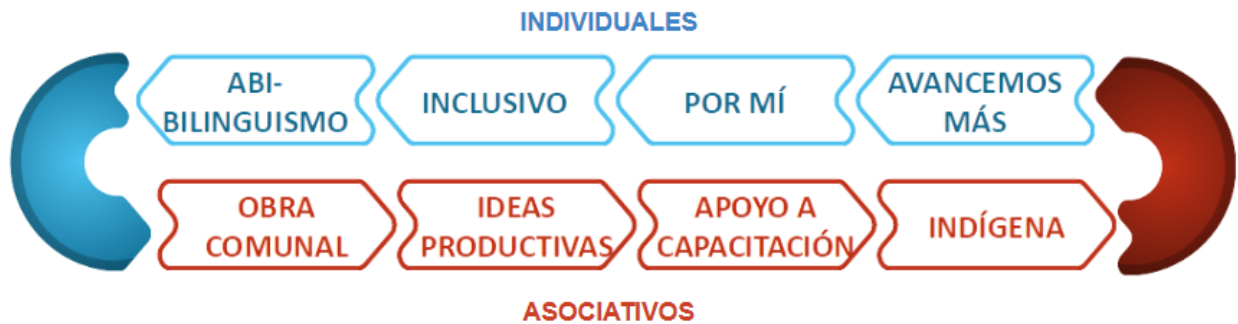 INDIVIDUALES
ABI-
BILINGUISMO
INCLUSIVO
POR MÍ
AVANCEMOS
MÁS
OBRA
COMUNAL
IDEAS
PRODUCTIVAS
APOYO A
CAPACITACIÓN
INDÍGENA
ASOCIATIVOS